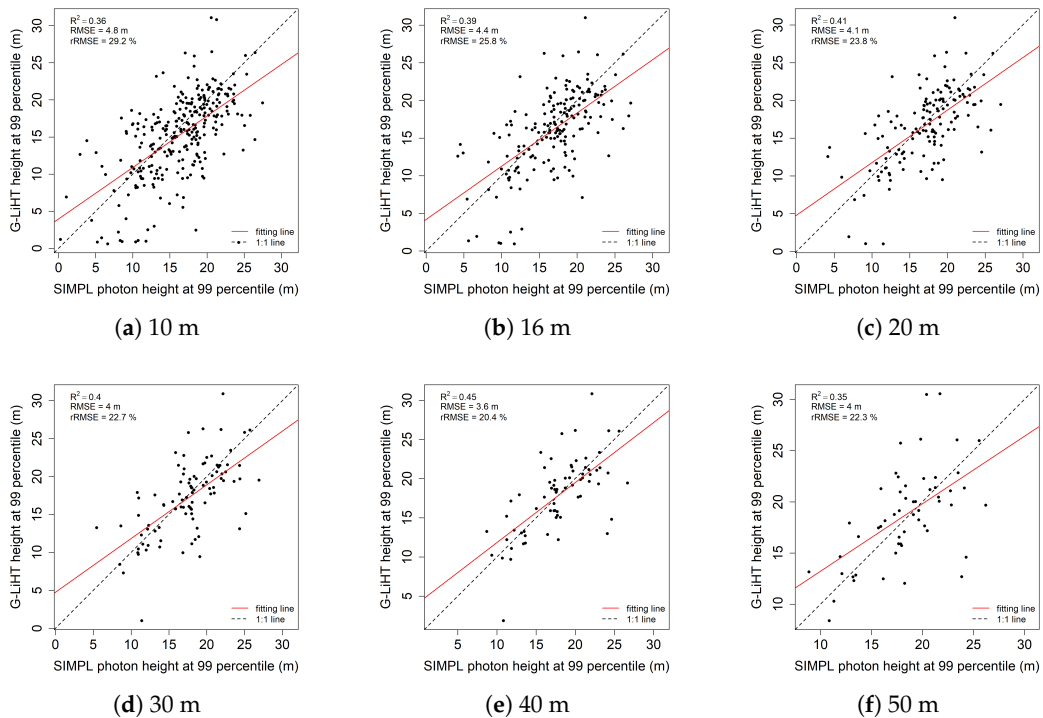 R² = 0.36
RMSE = 4.8 m
rRMSE = 29.2 %
G-LiHT height at 99 percentile (m)
0 5 10 15 20 25 30
fitting line
1:1 line
0 5 10 15 20 25 30
SIMPL photon height at 99 percentile (m)
(a) 10 m
R² = 0.39
RMSE = 4.4 m
rRMSE = 25.8 %
G-LiHT height at 99 percentile (m)
0 5 10 15 20 25 30
fitting line
1:1 line
0 5 10 15 20 25 30
SIMPL photon height at 99 percentile (m)
(b) 16 m
R² = 0.41
RMSE = 4.1 m
rRMSE = 23.8 %
G-LiHT height at 99 percentile (m)
0 5 10 15 20 25 30
fitting line
1:1 line
0 5 10 15 20 25 30
SIMPL photon height at 99 percentile (m)
(c) 20 m
R² = 0.4
RMSE = 4 m
rRMSE = 22.7 %
G-LiHT height at 99 percentile (m)
0 5 10 15 20 25 30
fitting line
1:1 line
0 5 10 15 20 25 30
SIMPL photon height at 99 percentile (m)
(d) 30 m
R² = 0.45
RMSE = 3.6 m
rRMSE = 20.4 %
G-LiHT height at 99 percentile (m)
5 10 15 20 25 30
fitting line
1:1 line
5 10 15 20 25 30
SIMPL photon height at 99 percentile (m)
(e) 40 m
R² = 0.35
RMSE = 4 m
rRMSE = 22.3 %
G-LiHT height at 99 percentile (m)
10 15 20 25 30
fitting line
1:1 line
10 15 20 25 30
SIMPL photon height at 99 percentile (m)
(f) 50 m